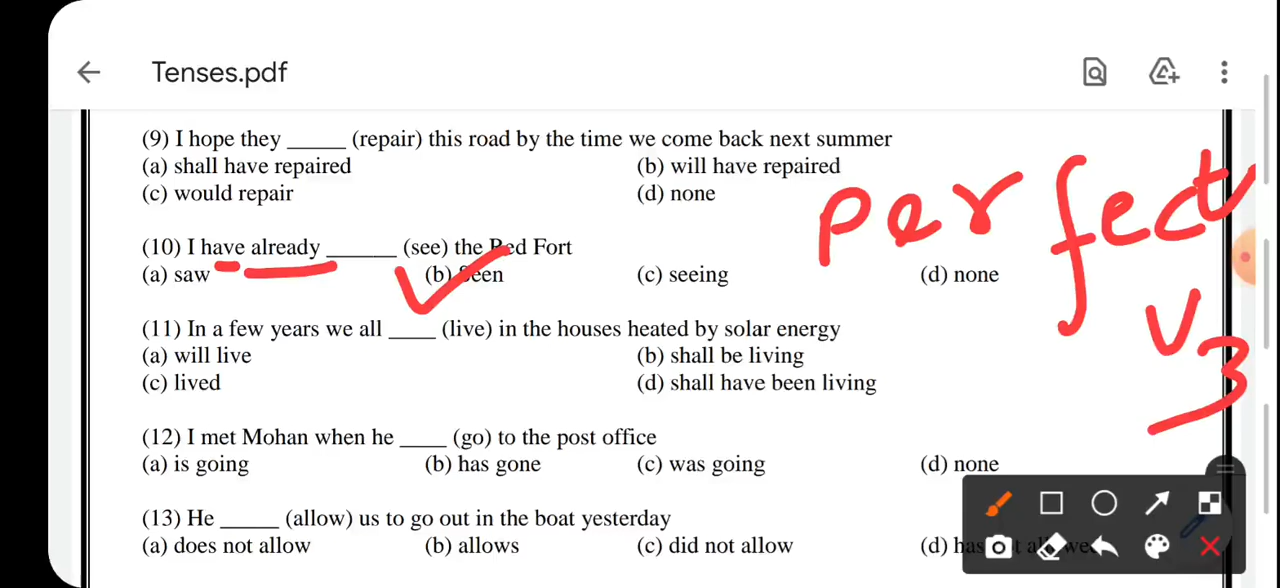 Tenses.pdf
(9) I hope they _____ (repair) this road by the time we come back next summer
(a) shall have repaired (b) will have repaired
(c) would repair (d) none
perfect
(10) I have already ______ (see) the Red Fort
(a) saw (b) Seen (c) seeing (d) none
V3
(11) In a few years we all ____ (live) in the houses heated by solar energy
(a) will live (b) shall be living
(c) lived (d) shall have been living
(12) I met Mohan when he ____ (go) to the post office
(a) is going (b) has gone (c) was going (d) none
(13) He _____ (allow) us to go out in the boat yesterday
(a) does not allow (b) allows (c) did not allow (d) has